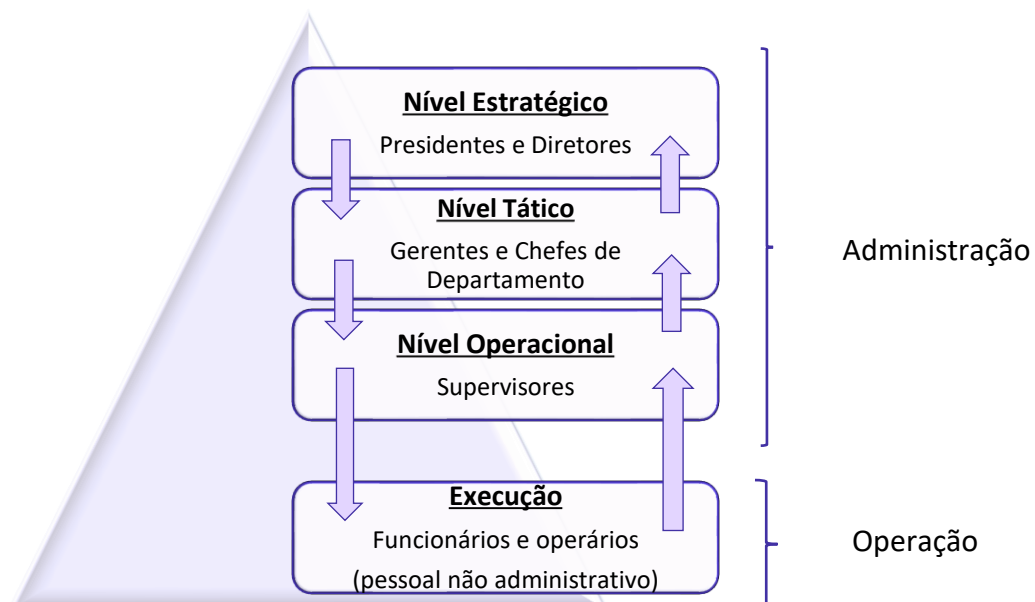 Nível Estratégico
Presidentes e Diretores
Nível Tático
Gerentes e Chefes de
Departamento
Administração
Nível Operacional
Supervisores
Execução
Funcionários e operários
(pessoal não administrativo)
Operação